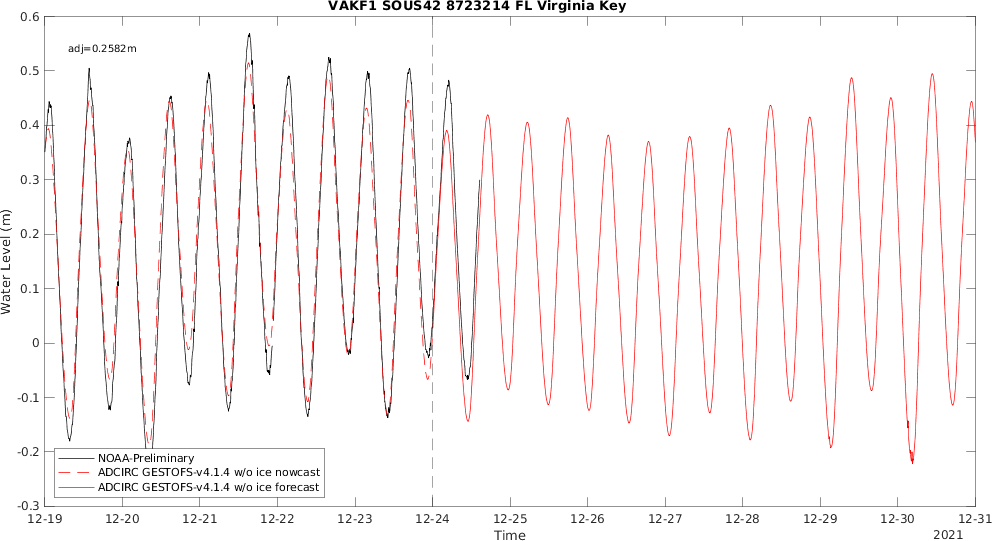 VAKF1 SOUS42 8723214 FL Virginia Key
adj=0.2582m
0.6
0.5
0.4
0.3
0.2
0.1
0
-0.1
-0.2
-0.3
Water Level (m)
NOAA-Preliminary
ADCIRC GESTOFS-v4.1.4 w/o ice nowcast
ADCIRC GESTOFS-v4.1.4 w/o ice forecast
12-19 12-20 12-21 12-22 12-23 12-24 12-25 12-26 12-27 12-28 12-29 12-30 12-31
Time
2021